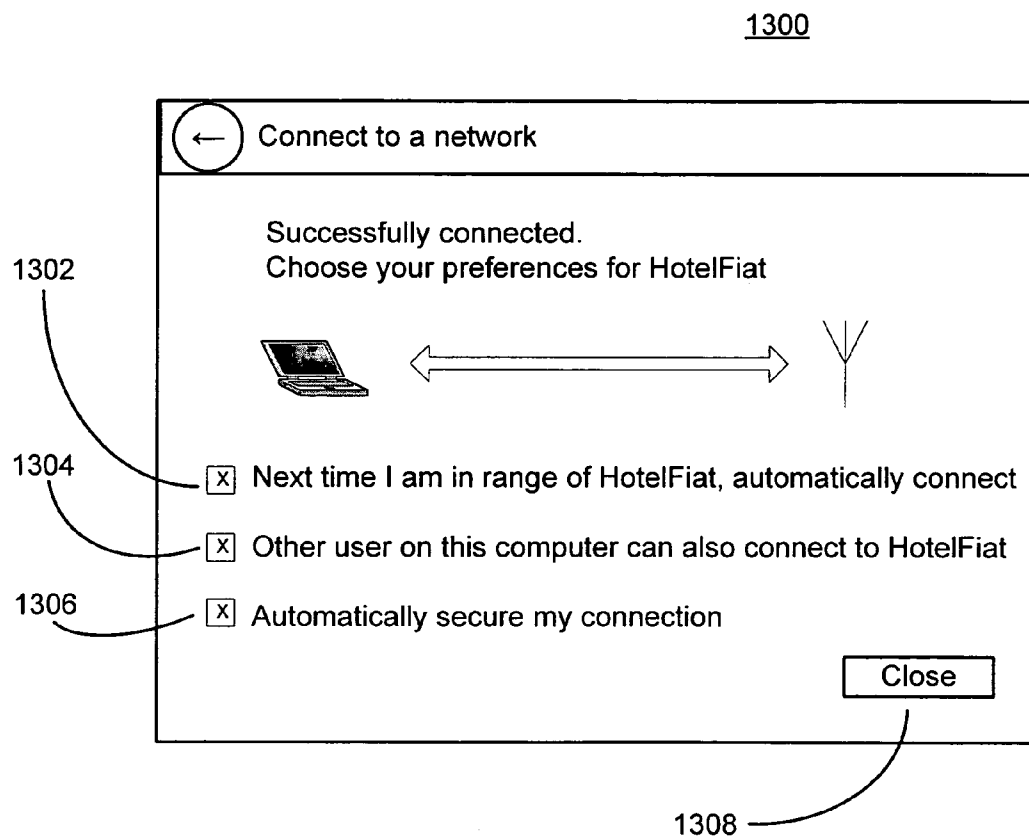 1300
← Connect to a network
Successfully connected.
Choose your preferences for HotelFiat
1302
X Next time I am in range of HotelFiat, automatically connect
1304
X Other user on this computer can also connect to HotelFiat
1306
X Automatically secure my connection
Close
1308